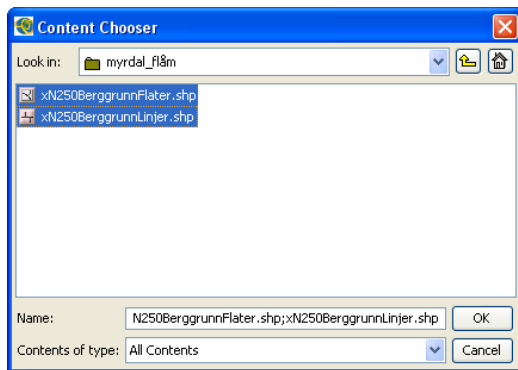 Content Chooser
Look in: myrdal_flåm
xN250BerggrunnFlater.shp
xN250BerggrunnLinjer.shp
Name: N250BerggrunnFlater.shp;xN250BerggrunnLinjer.shp OK
Contents of type: All Contents Cancel